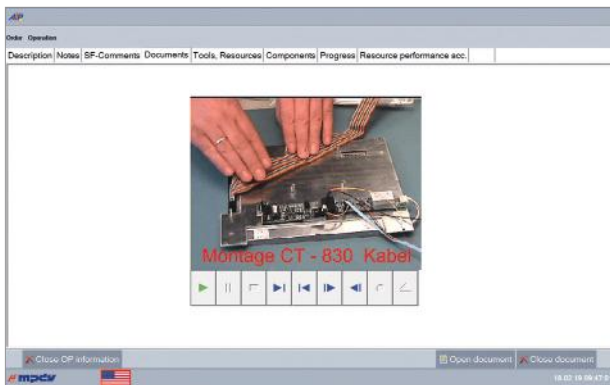 AIP
Order Operation
Description Notes SF-Comments Documents Tools, Resources Components Progress Resource performance acc.
Montage CT - 830 Kabel
Close OP information Open document Close document
mpdv